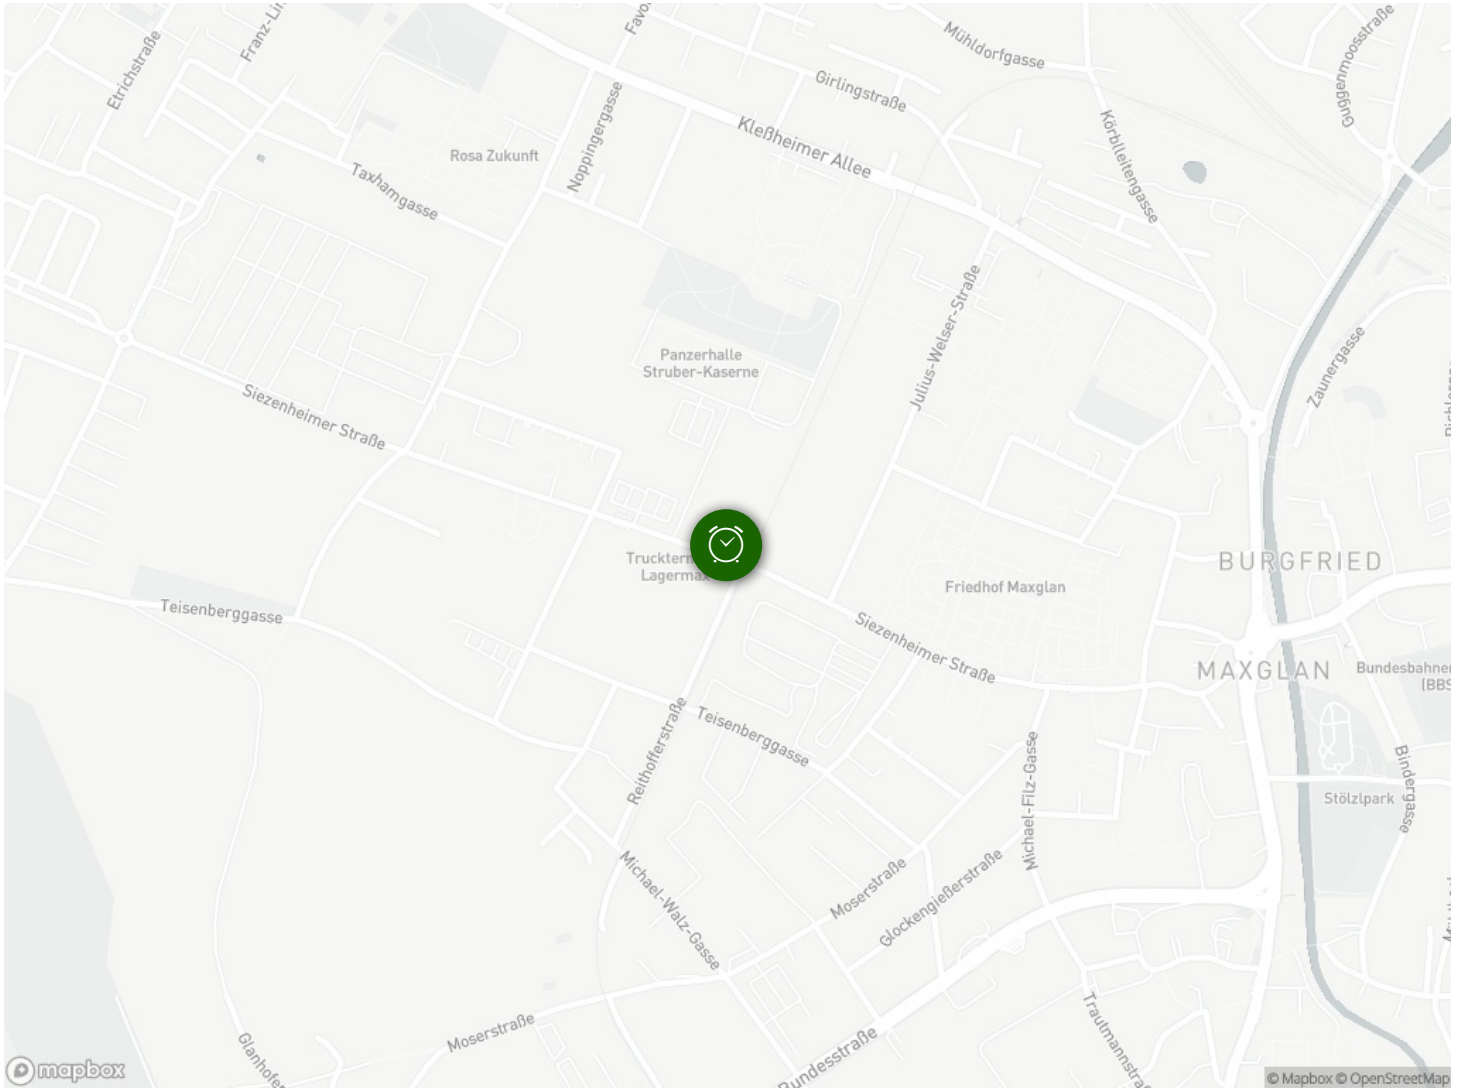 Etrichstraße
Mühldorfgasse
Girlingstraße
Guggenmoosstraße
Kleßheimer Allee
Körblleitengasse
Rosa Zukunft
Noppingergasse
Taxhamgasse
Julius-Welser-Straße
Panzerhalle
Struber-Kaserne
Zaunergasse
Siezenheimer Straße
Lagermax
BURGFRIED
Friedhof Maxglan
Teisenberggasse
Siezenheimer Straße
MAXGLAN
Reithofferstraße
Teisenberggasse
Michael-Filz-Gasse
Bindergasse
Stölzlpark
Michael-Walz-Gasse
Moserstraße
Glockengießerstraße
Moserstraße
mapbox
© Mapbox © OpenStreetMap